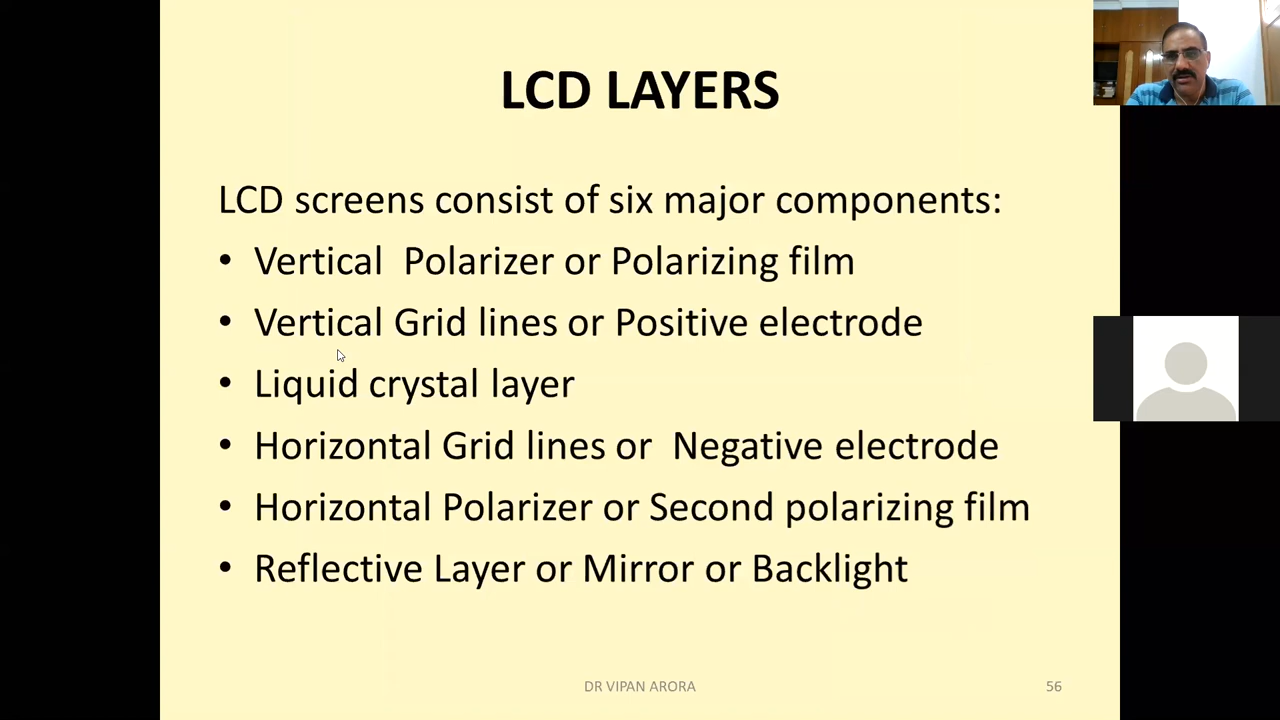 LCD LAYERS
LCD screens consist of six major components:
• Vertical Polarizer or Polarizing film
• Vertical Grid lines or Positive electrode
• Liquid crystal layer
• Horizontal Grid lines or Negative electrode
• Horizontal Polarizer or Second polarizing film
• Reflective Layer or Mirror or Backlight
DR VIPAN ARORA
56